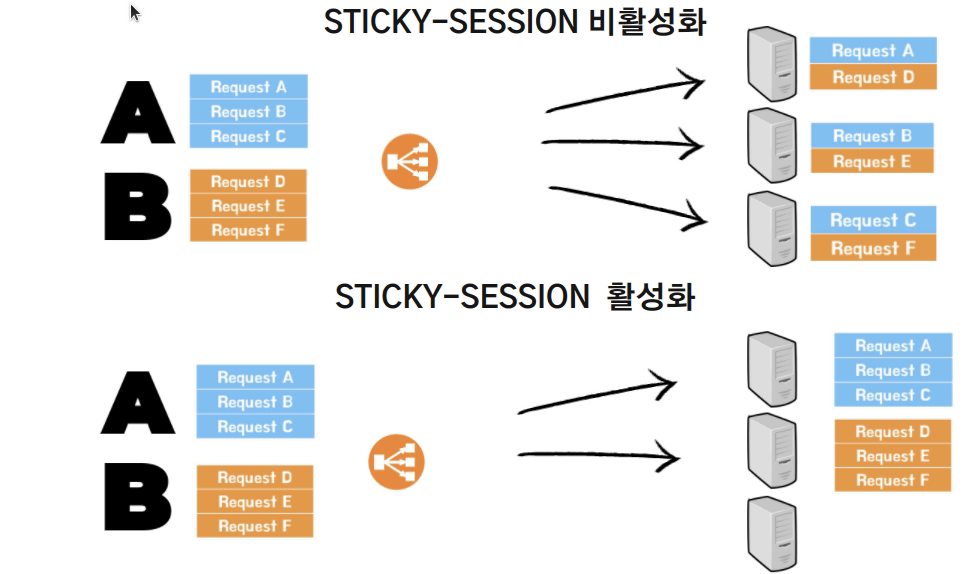 STICKY-SESSION 비활성화
A
Request A
Request B
Request C
B
Request D
Request E
Request F
Request A
Request D
Request B
Request E
Request C
Request F
STICKY-SESSION 활성화
A
Request A
Request B
Request C
B
Request D
Request E
Request F
Request A
Request B
Request C
Request D
Request E
Request F